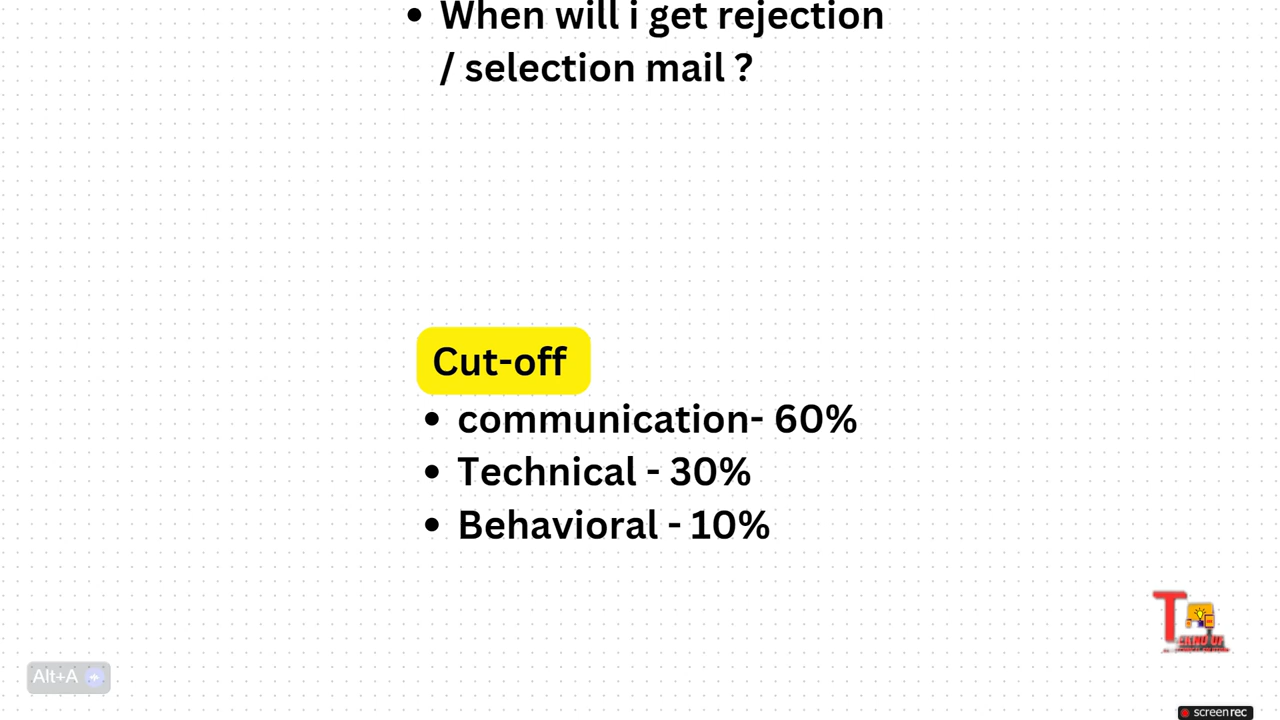 • When will i get rejection
/ selection mail ?
Cut-off
• communication- 60%
• Technical - 30%
• Behavioral - 10%
Alt+A
screenrec